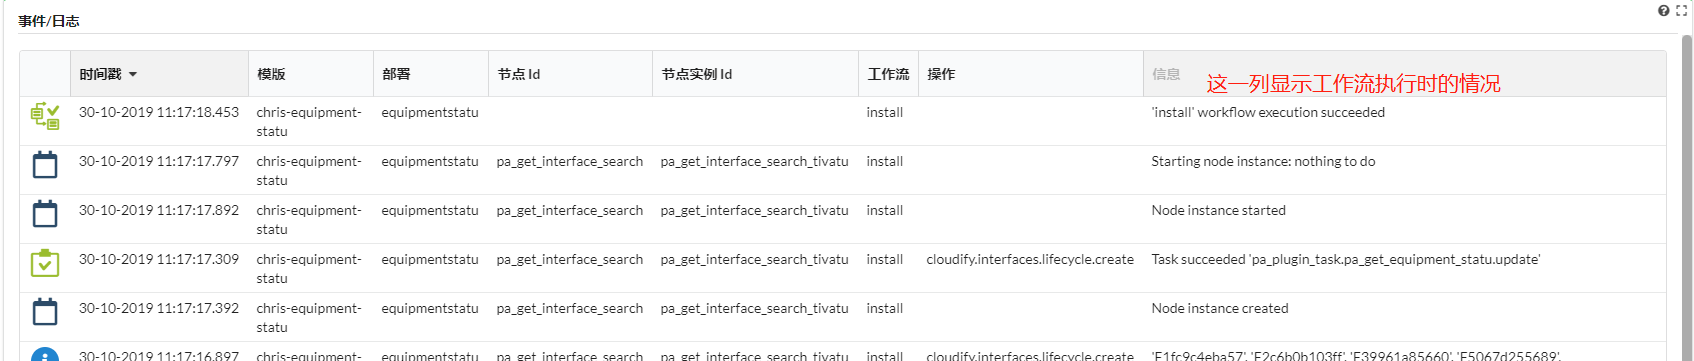 事件/日志
时间戳 模版 部署 节点 Id 节点实例 Id 工作流 操作 信息 这一列显示工作流执行时的情况
30-10-2019 11:17:18.453 chris-equipment- equipmentstatu install 'install' workflow execution succeeded
statu
30-10-2019 11:17:17.797 chris-equipment- equipmentstatu pa_get_interface_search pa_get_interface_search_tivatu install Starting node instance: nothing to do
statu
30-10-2019 11:17:17.892 chris-equipment- equipmentstatu pa_get_interface_search pa_get_interface_search_tivatu install Node instance started
statu
30-10-2019 11:17:17.309 chris-equipment- equipmentstatu pa_get_interface_search pa_get_interface_search_tivatu install cloudify.interfaces.lifecycle.create Task succeeded 'pa_plugin_task.pa_get_equipment_statu.update'
statu
30-10-2019 11:17:17.392 chris-equipment- equipmentstatu pa_get_interface_search pa_get_interface_search_tivatu install Node instance created
statu
30-10-2019 11:17:16.897 chris-equipment- equipmentstatu pa_get_interface_search pa_get_interface_search_tivatu install cloudify.interfaces.lifecycle.create